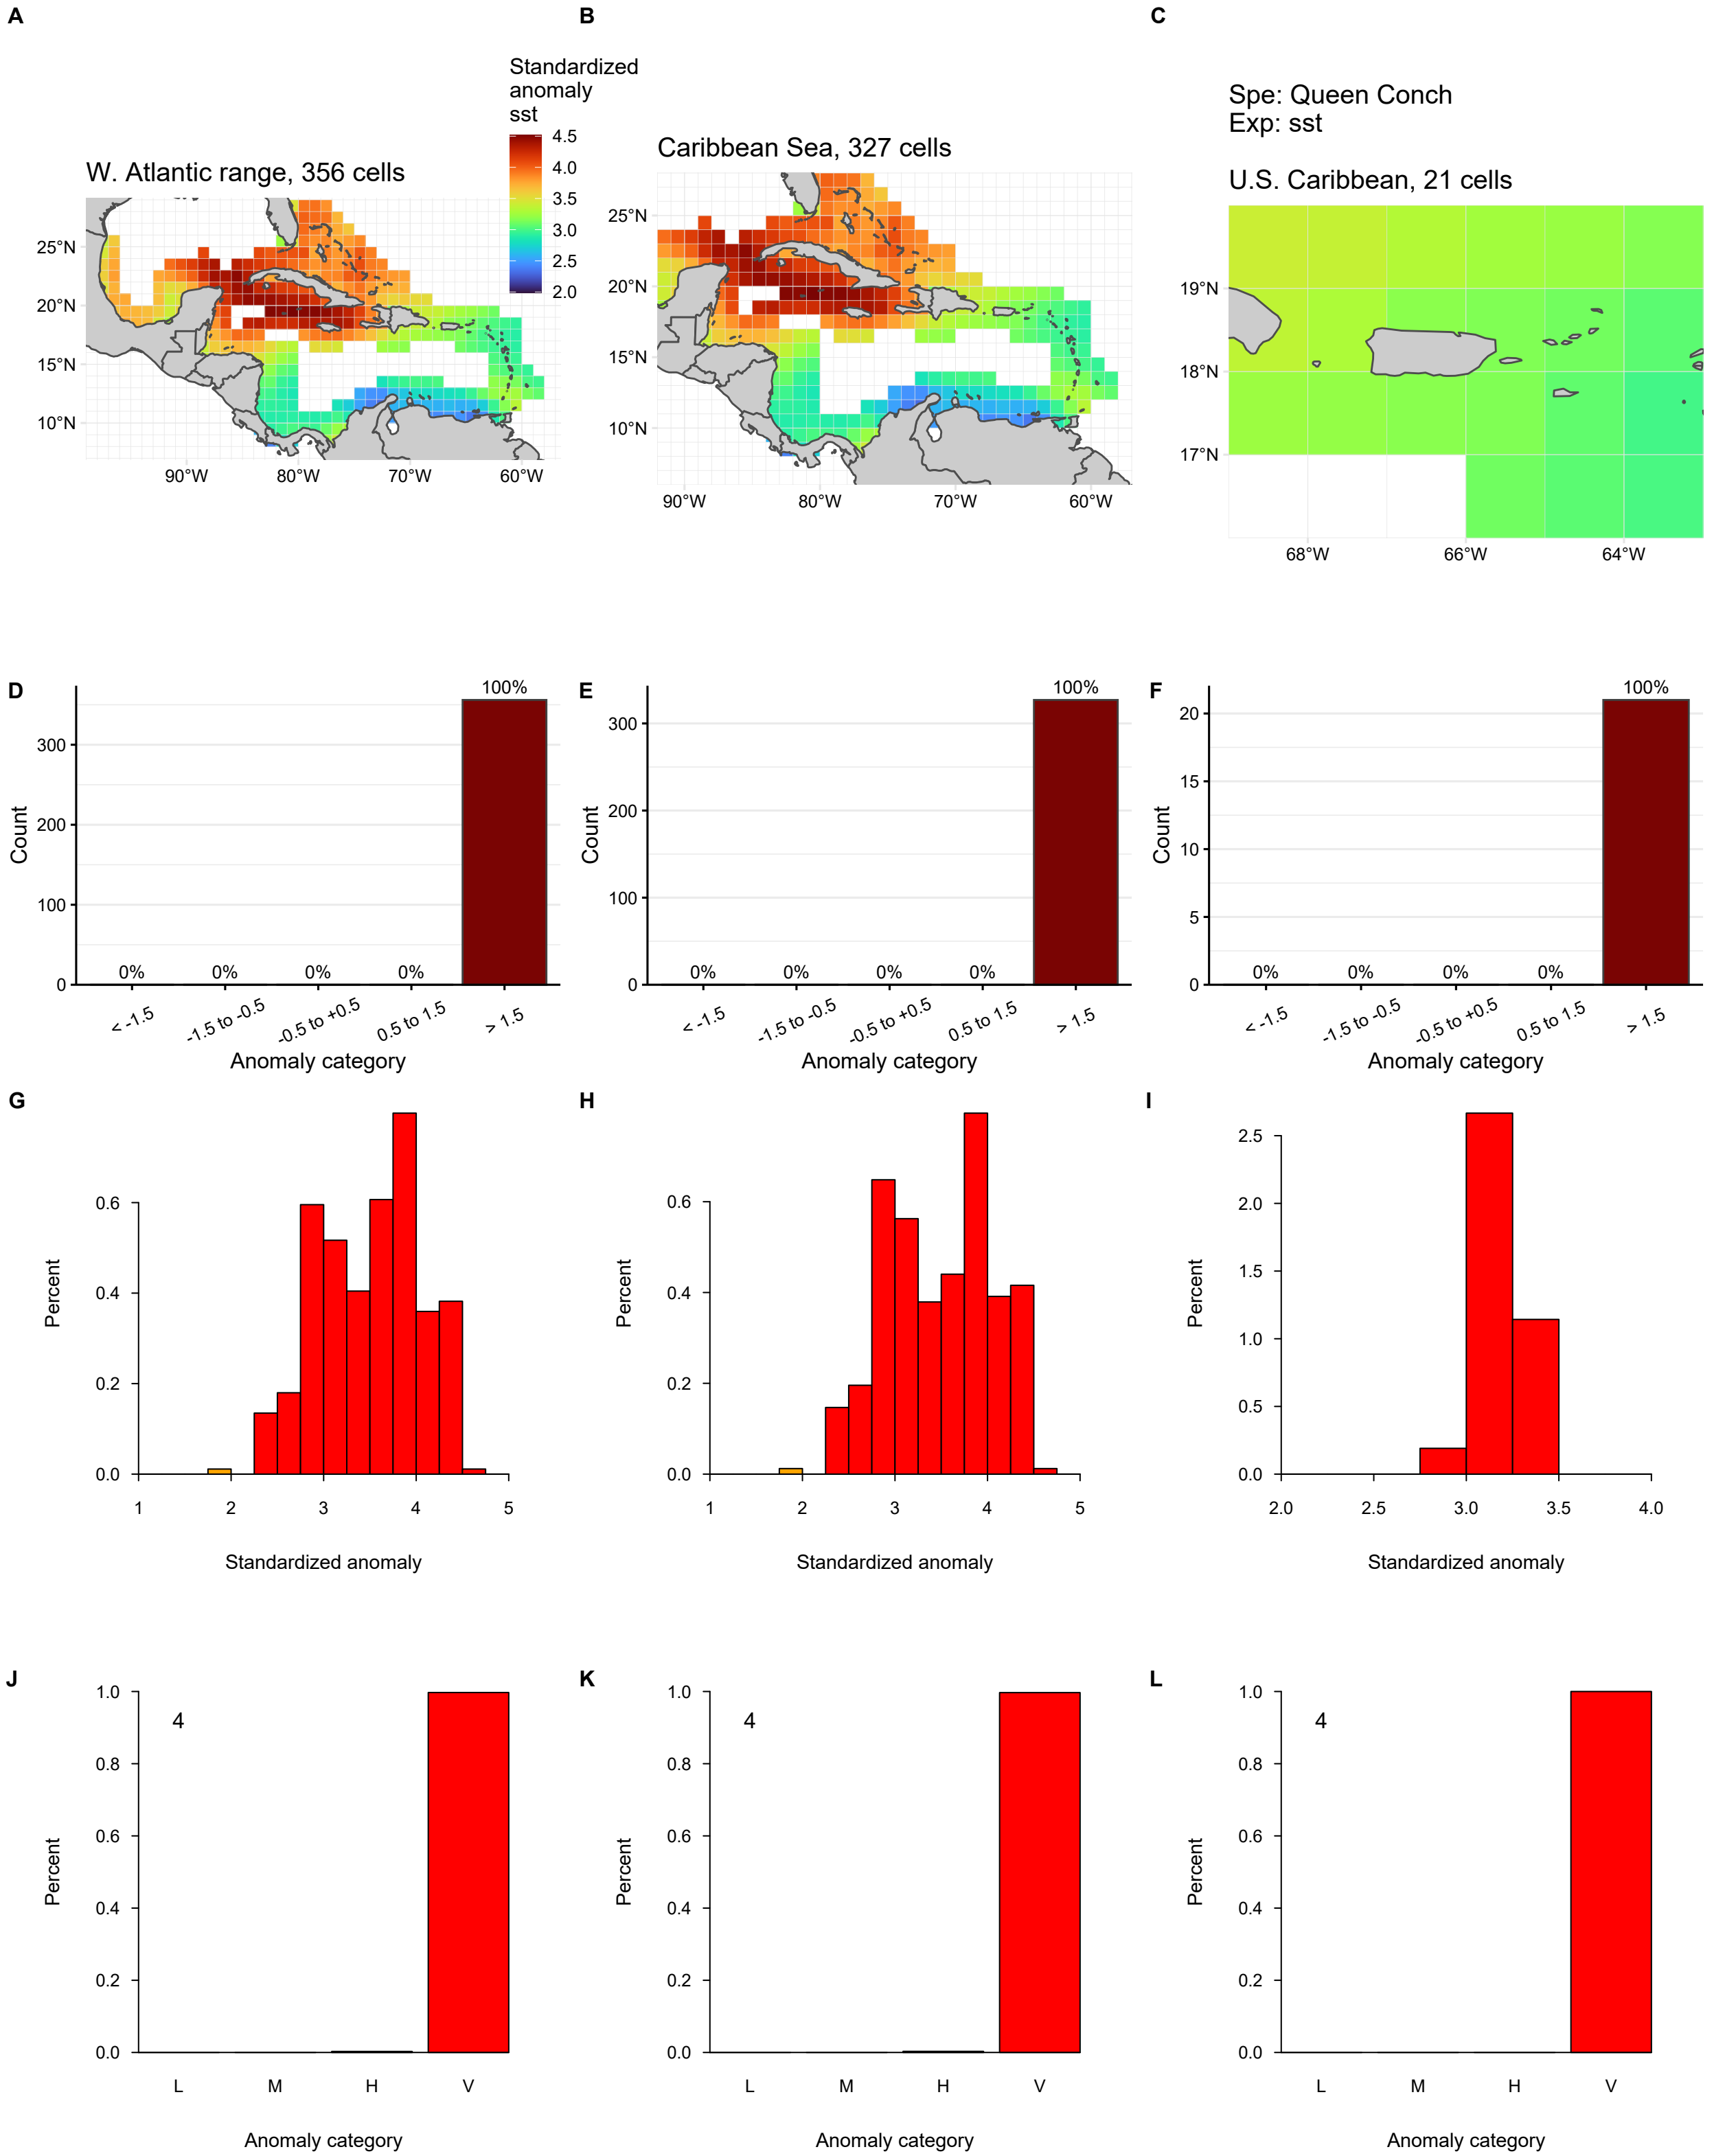 A
B
C
Standardized
anomaly
sst
4.5
4.0
3.5
3.0
2.5
2.0
W. Atlantic range, 356 cells
25°N
20°N
15°N
10°N
90°W 80°W 70°W 60°W
Caribbean Sea, 327 cells
25°N
20°N
15°N
10°N
90°W 80°W 70°W 60°W
Spe: Queen Conch
Exp: sst
U.S. Caribbean, 21 cells
19°N
18°N
17°N
68°W 66°W 64°W
D
Count
300
200
100
0
0% 0% 0% 0% 100%
< -1.5 -1.5 to -0.5 -0.5 to +0.5 0.5 to 1.5 > 1.5
Anomaly category
E
Count
300
200
100
0
0% 0% 0% 0% 100%
< -1.5 -1.5 to -0.5 -0.5 to +0.5 0.5 to 1.5 > 1.5
Anomaly category
F
Count
20
15
10
5
0
0% 0% 0% 0% 100%
< -1.5 -1.5 to -0.5 -0.5 to +0.5 0.5 to 1.5 > 1.5
Anomaly category
G
Percent
0.6
0.4
0.2
0.0
1 2 3 4 5
Standardized anomaly
H
Percent
0.6
0.4
0.2
0.0
1 2 3 4 5
Standardized anomaly
I
Percent
2.5
2.0
1.5
1.0
0.5
0.0
2.0 2.5 3.0 3.5 4.0
Standardized anomaly
J
4
Percent
1.0
0.8
0.6
0.4
0.2
0.0
L M H V
Anomaly category
K
4
Percent
1.0
0.8
0.6
0.4
0.2
0.0
L M H V
Anomaly category
L
4
Percent
1.0
0.8
0.6
0.4
0.2
0.0
L M H V
Anomaly category